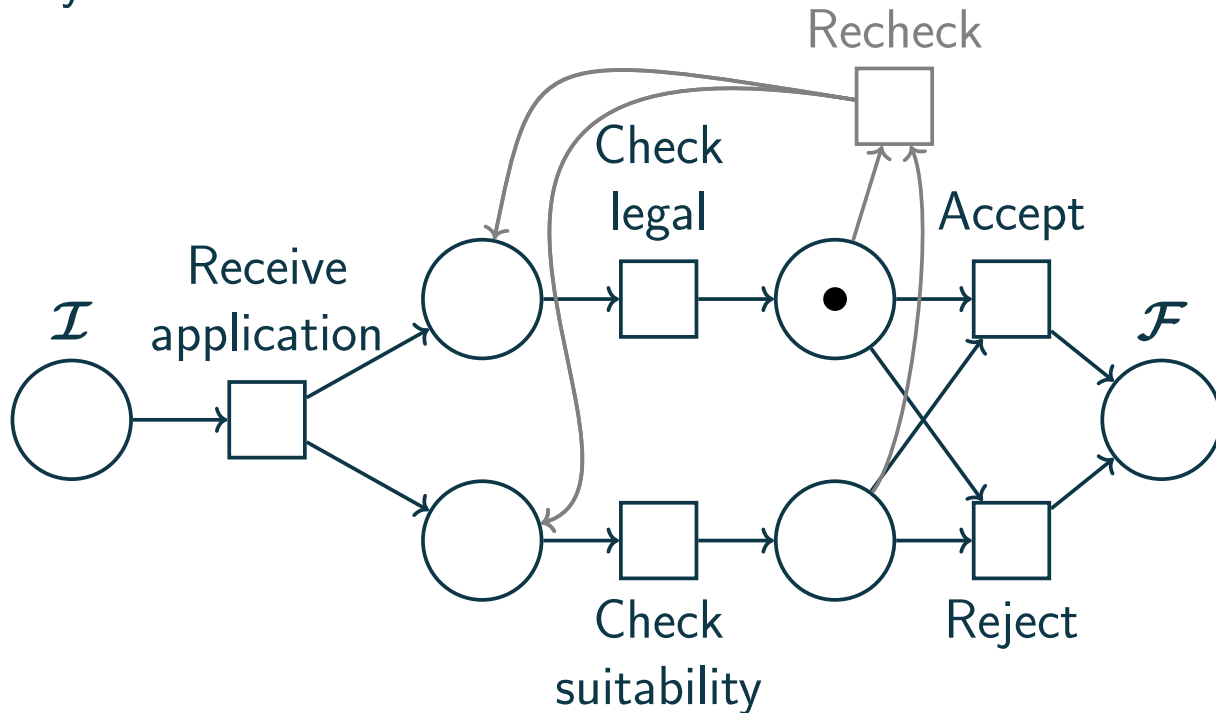 y
Recheck
Check
legal
Accept
Receive
application
𝓘
𝓕
Check
suitability
Reject